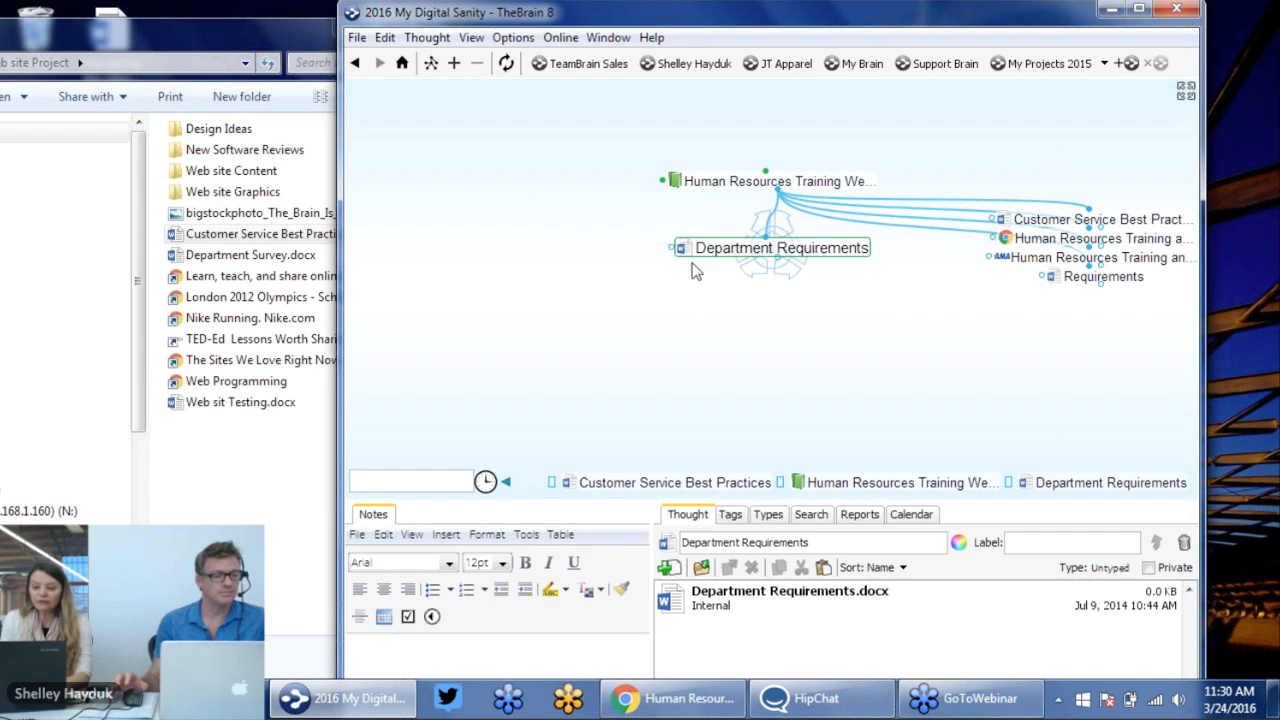 2016 My Digital Sanity - TheBrain 8
File Edit Thought View Options Online Window Help
TeamBrain Sales Shelley Hayduk JT Apparel My Brain Support Brain My Projects 2015
b site Project
Search
Share with Print New folder
Design Ideas
New Software Reviews
Web site Content
Web site Graphics
bigstockphoto_The_Brain_Is_
Customer Service Best Practi
Department Survey.docx
Learn, teach, and share onlin
London 2012 Olympics - Sch
Nike Running. Nike.com
TED-Ed Lessons Worth Shari
The Sites We Love Right Now
Web Programming
Web sit Testing.docx
.168.1.160) (N:)
Human Resources Training We...
Department Requirements
Customer Service Best Pract...
Human Resources Training a...
AMA Human Resources Training an...
Requirements
Customer Service Best Practices Human Resources Training We... Department Requirements
Notes
File Edit View Insert Format Tools Table
Arial 12pt B I U
Thought Tags Types Search Reports Calendar
Department Requirements Label:
Sort: Name Type: Untyped Private
Department Requirements.docx 0.0 KB
Internal Jul 9, 2014 10:44 AM
Shelley Hayduk
2016 My Digital... Human Resour... HipChat GoToWebinar
11:30 AM
3/24/2016